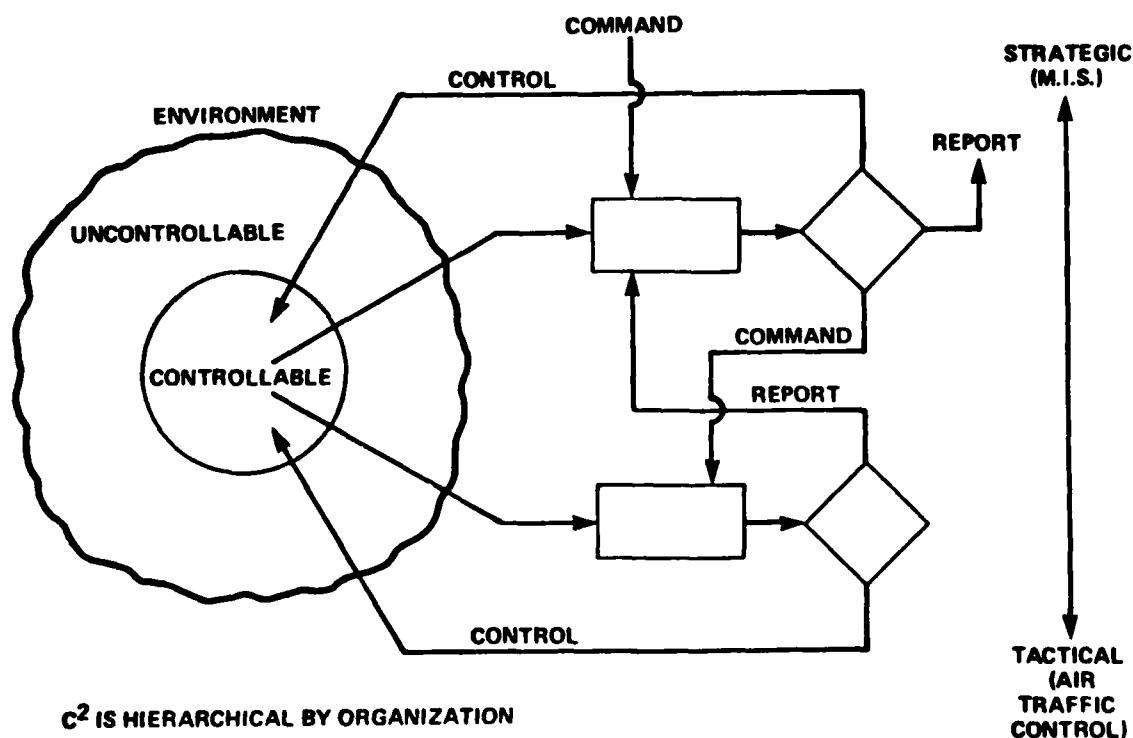 COMMAND
STRATEGIC
(M.I.S.)
CONTROL
ENVIRONMENT
REPORT
UNCONTROLLABLE
COMMAND
CONTROLLABLE
REPORT
CONTROL
TACTICAL
(AIR
TRAFFIC
CONTROL)
C² IS HIERARCHICAL BY ORGANIZATION